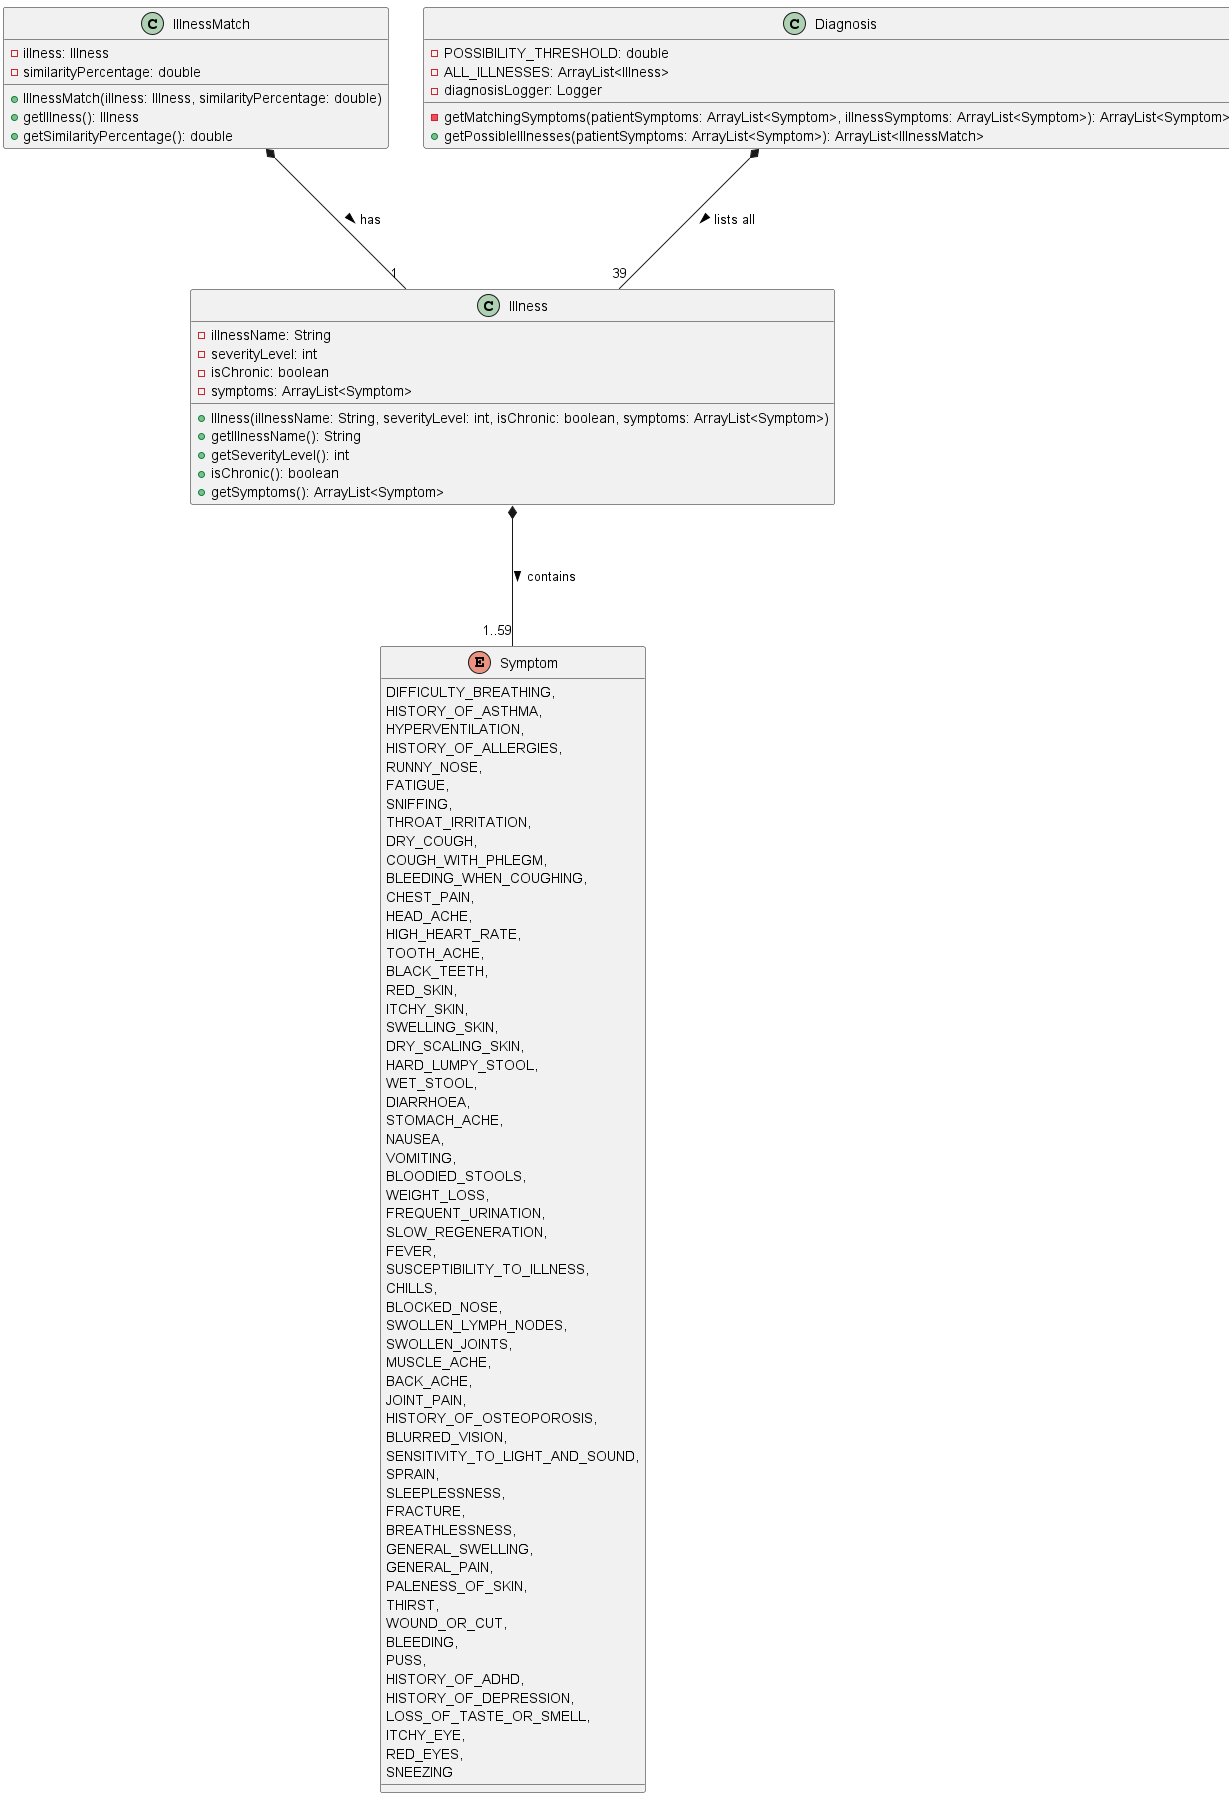 C IllnessMatch
illness: Illness
similarityPercentage: double
IllnessMatch(illness: Illness, similarityPercentage: double)
getIllness(): Illness
getSimilarityPercentage(): double
C Diagnosis
POSSIBILITY_THRESHOLD: double
ALL_ILLNESSES: ArrayList<Illness>
diagnosisLogger: Logger
getMatchingSymptoms(patientSymptoms: ArrayList<Symptom>, illnessSymptoms: ArrayList<Symptom>): ArrayList<Symptom>
getPossibleIllnesses(patientSymptoms: ArrayList<Symptom>): ArrayList<IllnessMatch>
has
lists all
1
39
C Illness
illnessName: String
severityLevel: int
isChronic: boolean
symptoms: ArrayList<Symptom>
Illness(illnessName: String, severityLevel: int, isChronic: boolean, symptoms: ArrayList<Symptom>)
getIllnessName(): String
getSeverityLevel(): int
isChronic(): boolean
getSymptoms(): ArrayList<Symptom>
contains
1..59
E Symptom
DIFFICULTY_BREATHING,
HISTORY_OF_ASTHMA,
HYPERVENTILATION,
HISTORY_OF_ALLERGIES,
RUNNY_NOSE,
FATIGUE,
SNIFFING,
THROAT_IRRITATION,
DRY_COUGH,
COUGH_WITH_PHLEGM,
BLEEDING_WHEN_COUGHING,
CHEST_PAIN,
HEAD_ACHE,
HIGH_HEART_RATE,
TOOTH_ACHE,
BLACK_TEETH,
RED_SKIN,
ITCHY_SKIN,
SWELLING_SKIN,
DRY_SCALING_SKIN,
HARD_LUMPY_STOOL,
WET_STOOL,
DIARRHOEA,
STOMACH_ACHE,
NAUSEA,
VOMITING,
BLOODIED_STOOLS,
WEIGHT_LOSS,
FREQUENT_URINATION,
SLOW_REGENERATION,
FEVER,
SUSCEPTIBILITY_TO_ILLNESS,
CHILLS,
BLOCKED_NOSE,
SWOLLEN_LYMPH_NODES,
SWOLLEN_JOINTS,
MUSCLE_ACHE,
BACK_ACHE,
JOINT_PAIN,
HISTORY_OF_OSTEOPOROSIS,
BLURRED_VISION,
SENSITIVITY_TO_LIGHT_AND_SOUND,
SPRAIN,
SLEEPLESSNESS,
FRACTURE,
BREATHLESSNESS,
GENERAL_SWELLING,
GENERAL_PAIN,
PALENESS_OF_SKIN,
THIRST,
WOUND_OR_CUT,
BLEEDING,
PUSS,
HISTORY_OF_ADHD,
HISTORY_OF_DEPRESSION,
LOSS_OF_TASTE_OR_SMELL,
ITCHY_EYE,
RED_EYES,
SNEEZING